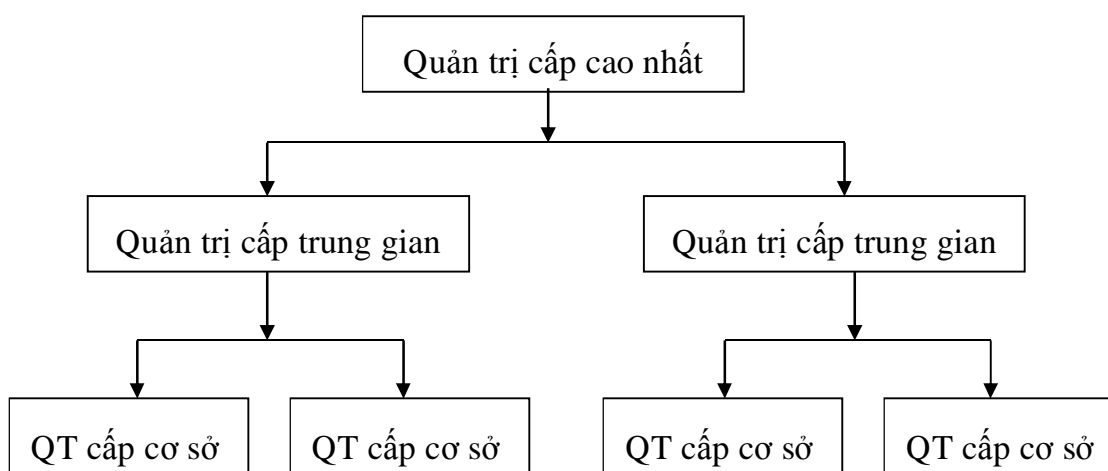 Quản trị cấp cao nhất
Quản trị cấp trung gian
Quản trị cấp trung gian
QT cấp cơ sở
QT cấp cơ sở
QT cấp cơ sở
QT cấp cơ sở